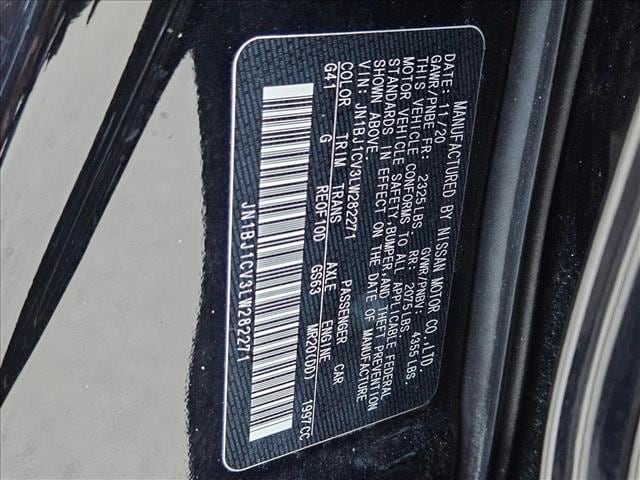 MANUFACTURED BY NISSAN MOTOR CO.,LTD.
DATE: 11/20 GVWR/PNBV: 4355 LBS.
GAWR/PNBE FR: 2325 LBS. RR: 2075 LBS.
THIS VEHICLE CONFORMS TO ALL APPLICABLE FEDERAL
MOTOR VEHICLE SAFETY, BUMPER, AND THEFT PREVENTION
STANDARDS IN EFFECT ON THE DATE OF MANUFACTURE
SHOWN ABOVE.
VIN: JN1BJ1CV3LW282271 PASSENGER CAR
COLOR TRIM TRANS AXLE ENGINE
G41 G RE0F10D GS63 MR20(DD) 1997CC
JN1BJ1CV3LW282271